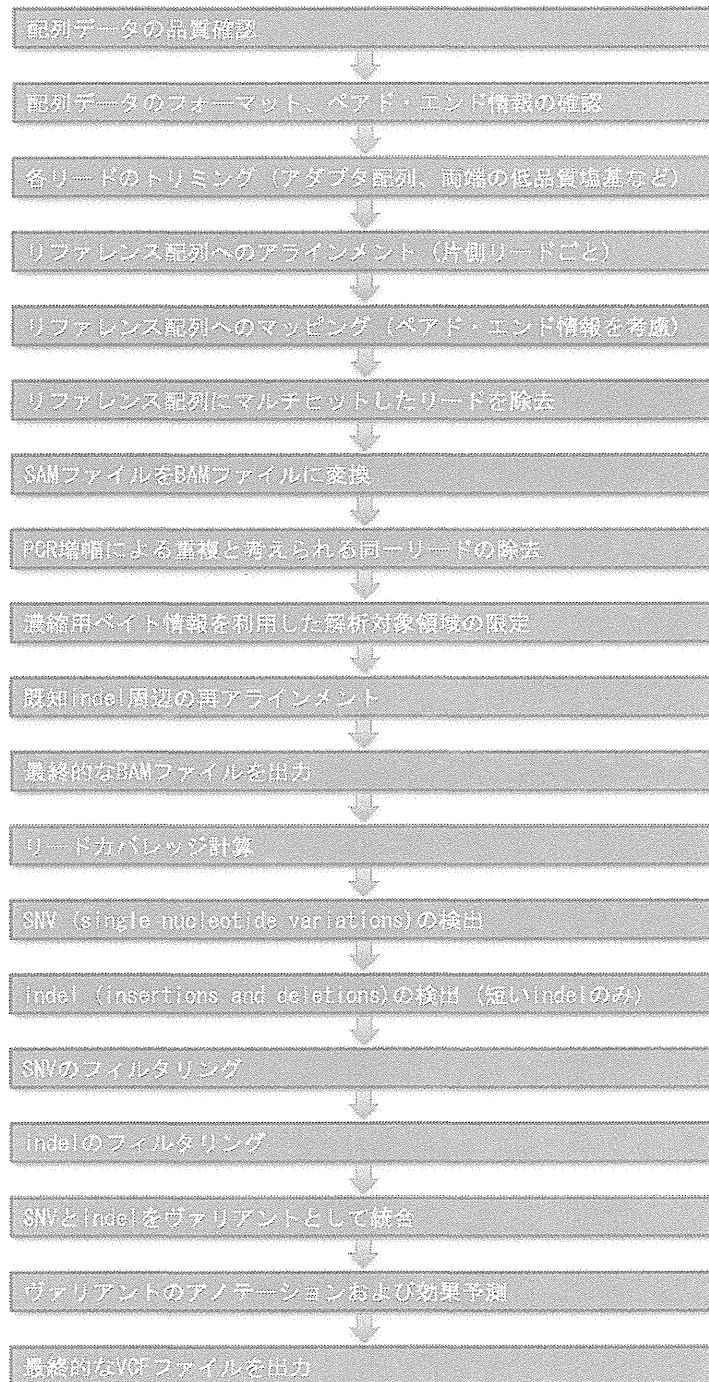 配列データの品質確認
配列データのフォーマット、ペアド・エンド情報の確認
各リードのトリミング (アダプタ配列、両端の低品質塩基など)
リファレンス配列へのアラインメント (片側リードごと)
リファレンス配列へのマッピング (ペアド・エンド情報を考慮)
リファレンス配列にマルチヒットしたリードを除去
SAMファイルをBAMファイルに変換
PCR増幅による重複と考えられる同一リードの除去
濃縮用ベイト情報を利用した解析対象領域の限定
既知indel周辺の再アラインメント
最終的なBAMファイルを出力
リードカバレッジ計算
SNV (single nucleotide variations)の検出
indel (insertions and deletions)の検出 (短いindelのみ)
SNVのフィルタリング
indelのフィルタリング
SNVとindelをヴァリアントとして統合
ヴァリアントのアノテーションおよび効果予測
最終的なVCFファイルを出力